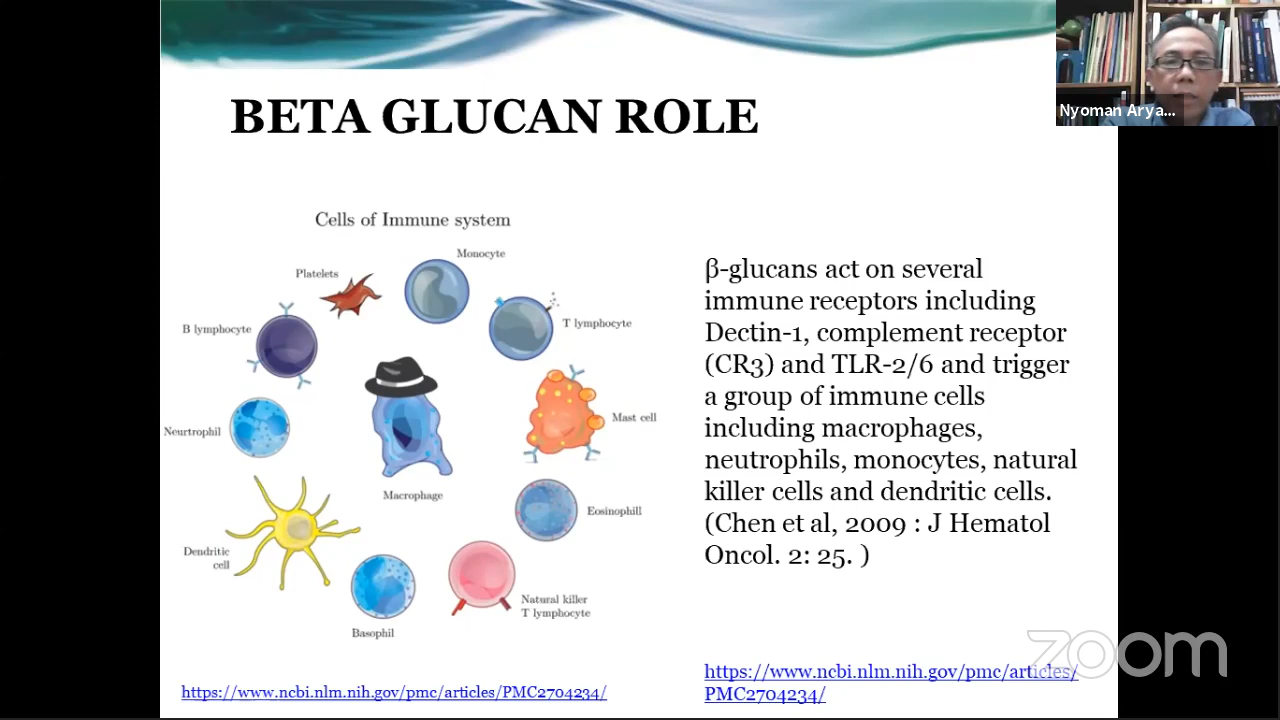 Nyoman Arya...
BETA GLUCAN ROLE
Cells of Immune system
Monocyte
Platelets
B lymphocyte
T lymphocyte
Neurtrophil
Mast cell
Macrophage
Eosinophill
Dendritic
cell
Natural killer
T lymphocyte
Basophil
β-glucans act on several
immune receptors including
Dectin-1, complement receptor
(CR3) and TLR-2/6 and trigger
a group of immune cells
including macrophages,
neutrophils, monocytes, natural
killer cells and dendritic cells.
(Chen et al, 2009 : J Hematol
Oncol. 2: 25. )
https://www.ncbi.nlm.nih.gov/pmc/articles/PMC2704234/
https://www.ncbi.nlm.nih.gov/pmc/articles/
PMC2704234/
zoom